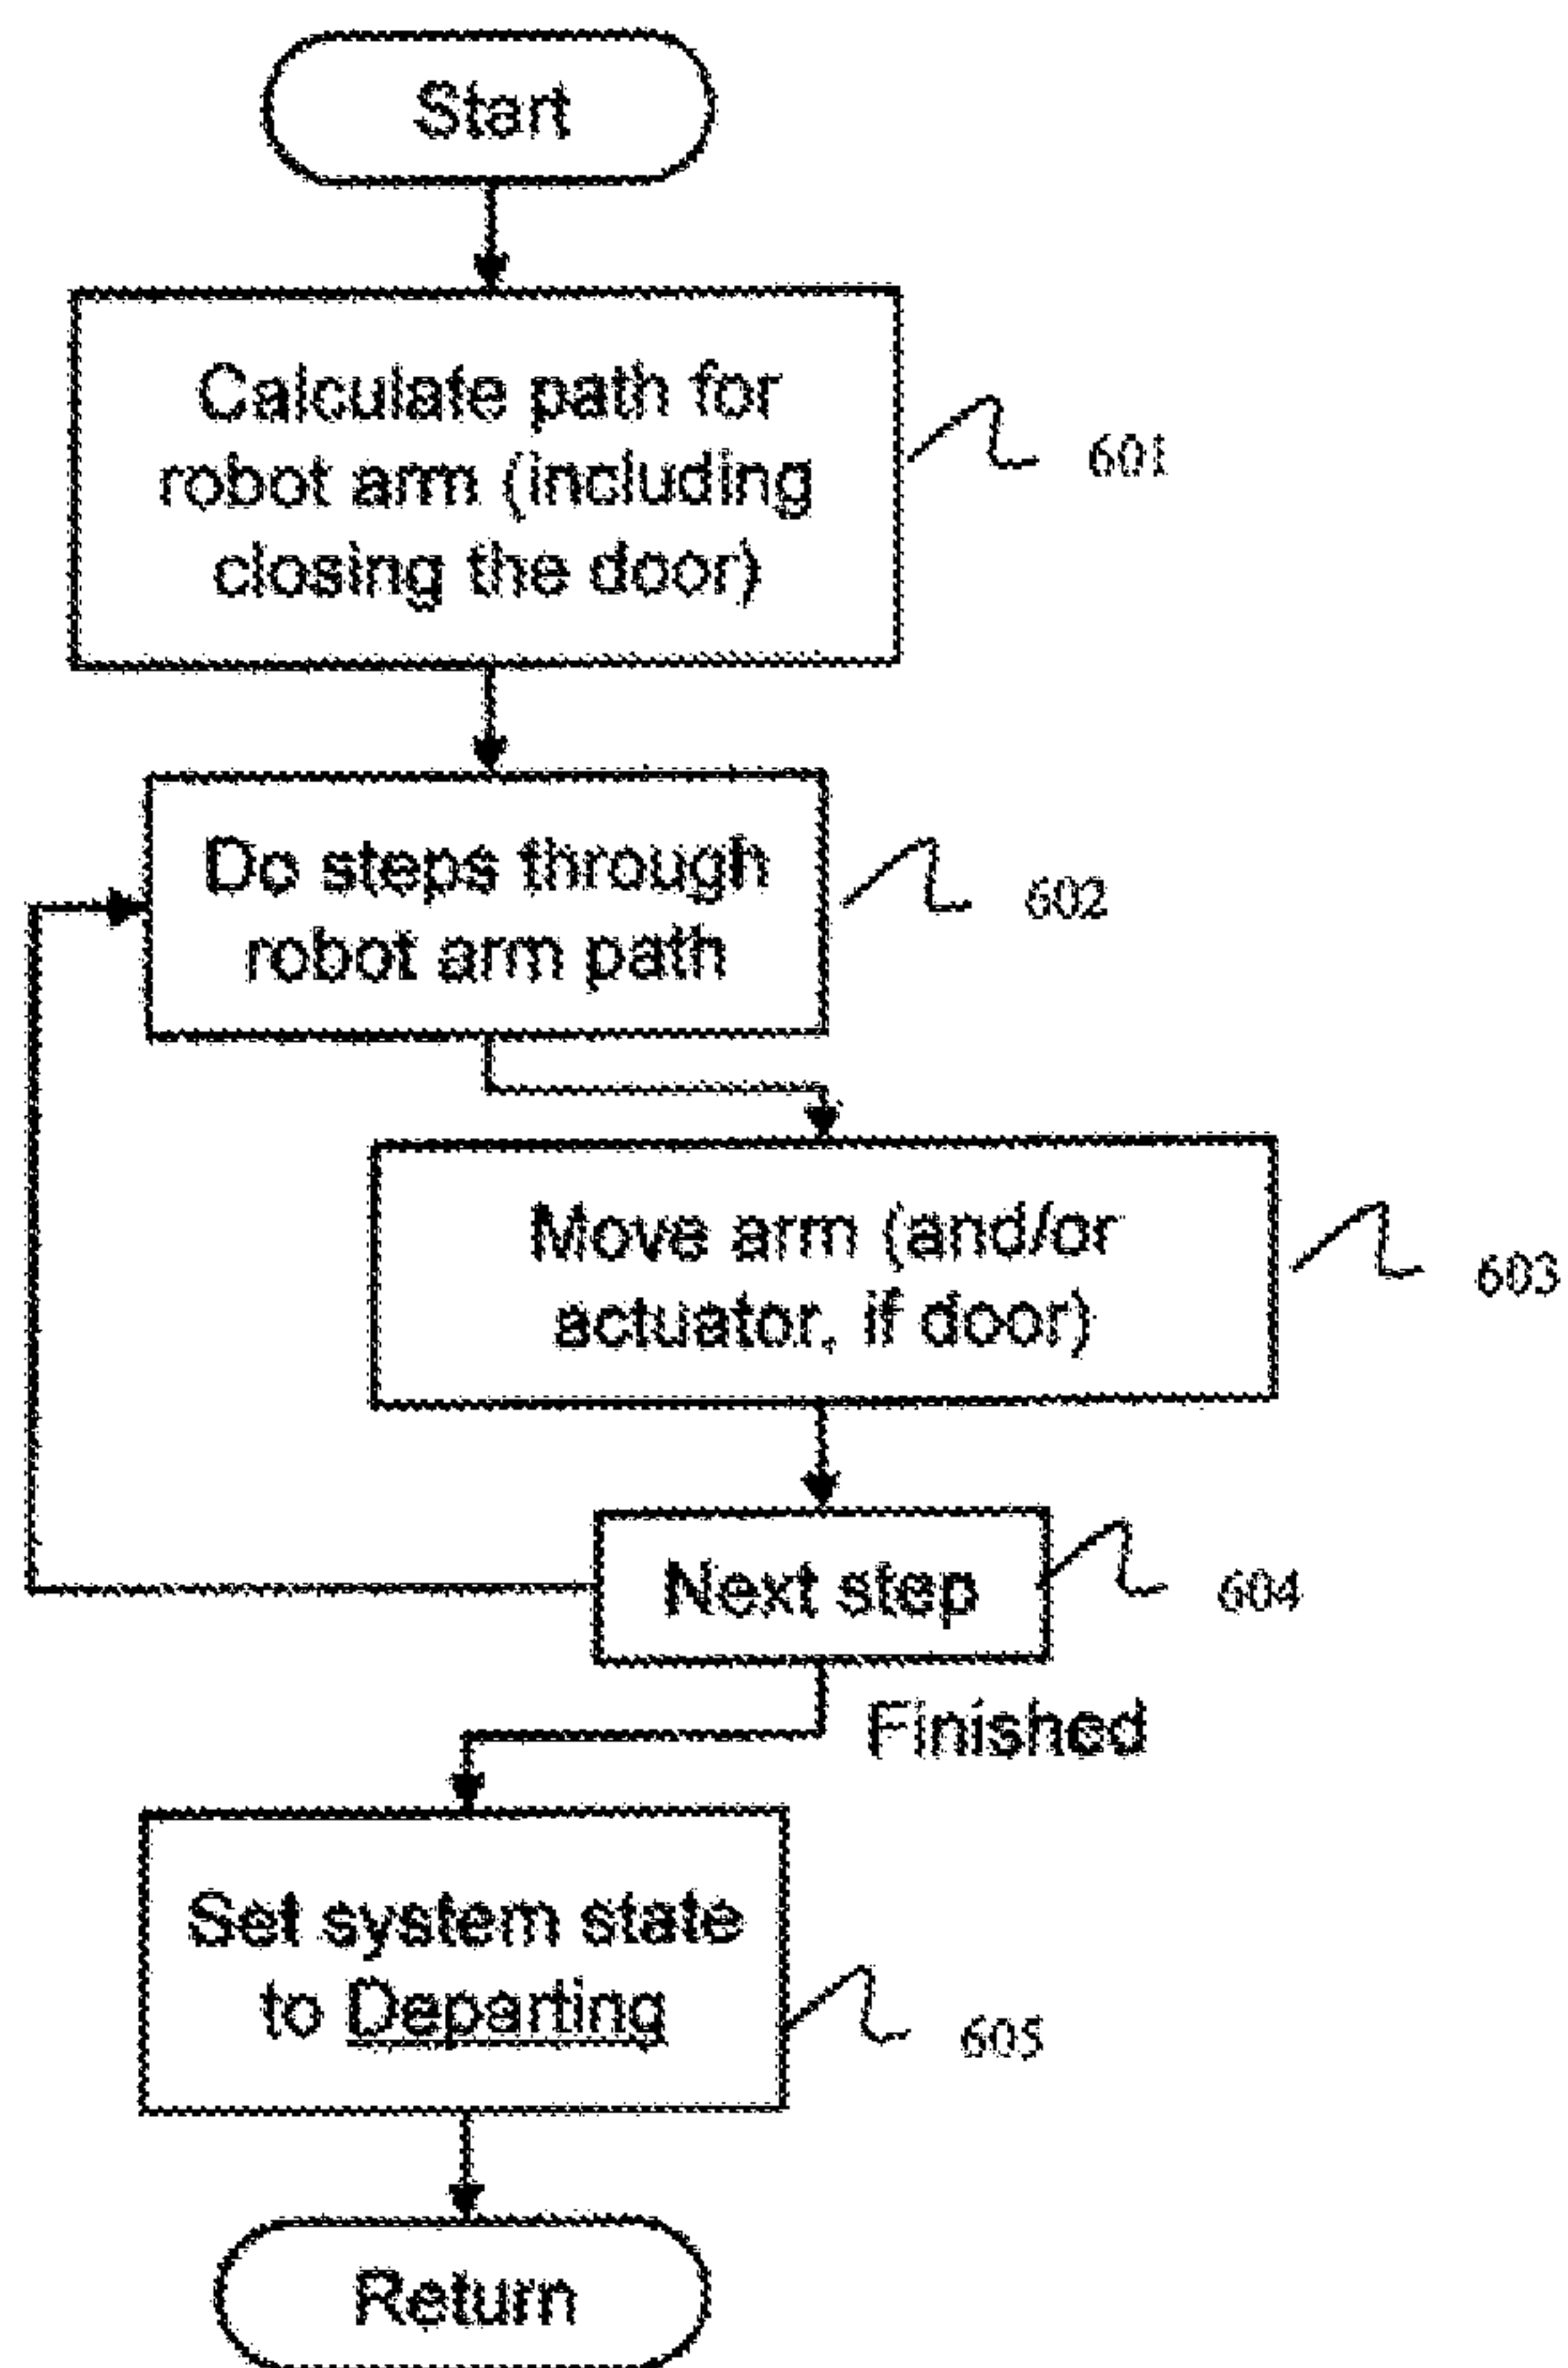 Start
Calculate path for
robot arm (including
closing the door)
601
Do steps through
robot arm path
602
Move arm (and/or
actuator, if door)
603
Next step
604
Finished
Set system state
to Departing
605
Return